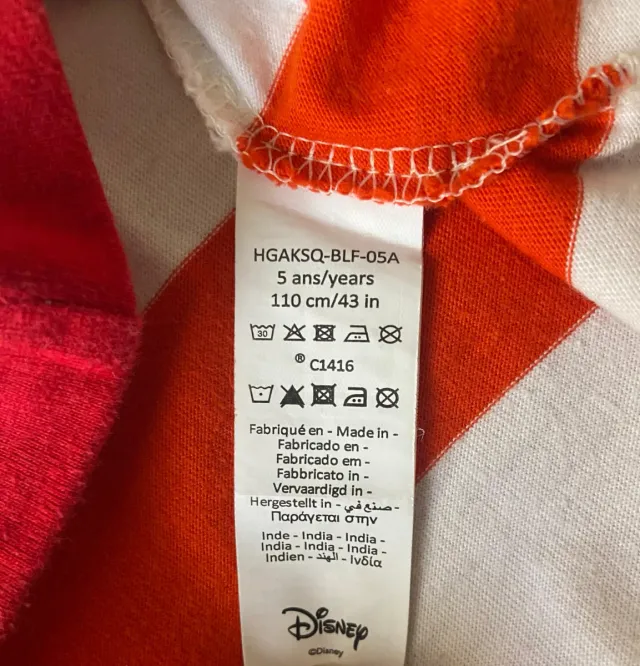 HGAKSQ-BLF-05A
5 ans/years
110 cm/43 in
30
® C1416
Fabriqué en - Made in -
Fabricado en -
Fabricado em -
Fabbricato in -
Vervaardigd in -
Hergestellt in - صنع في -
Παράγεται στην
Inde - India - India -
India - India - India -
Indien - الهند - Ινδία
Disney
©Disney